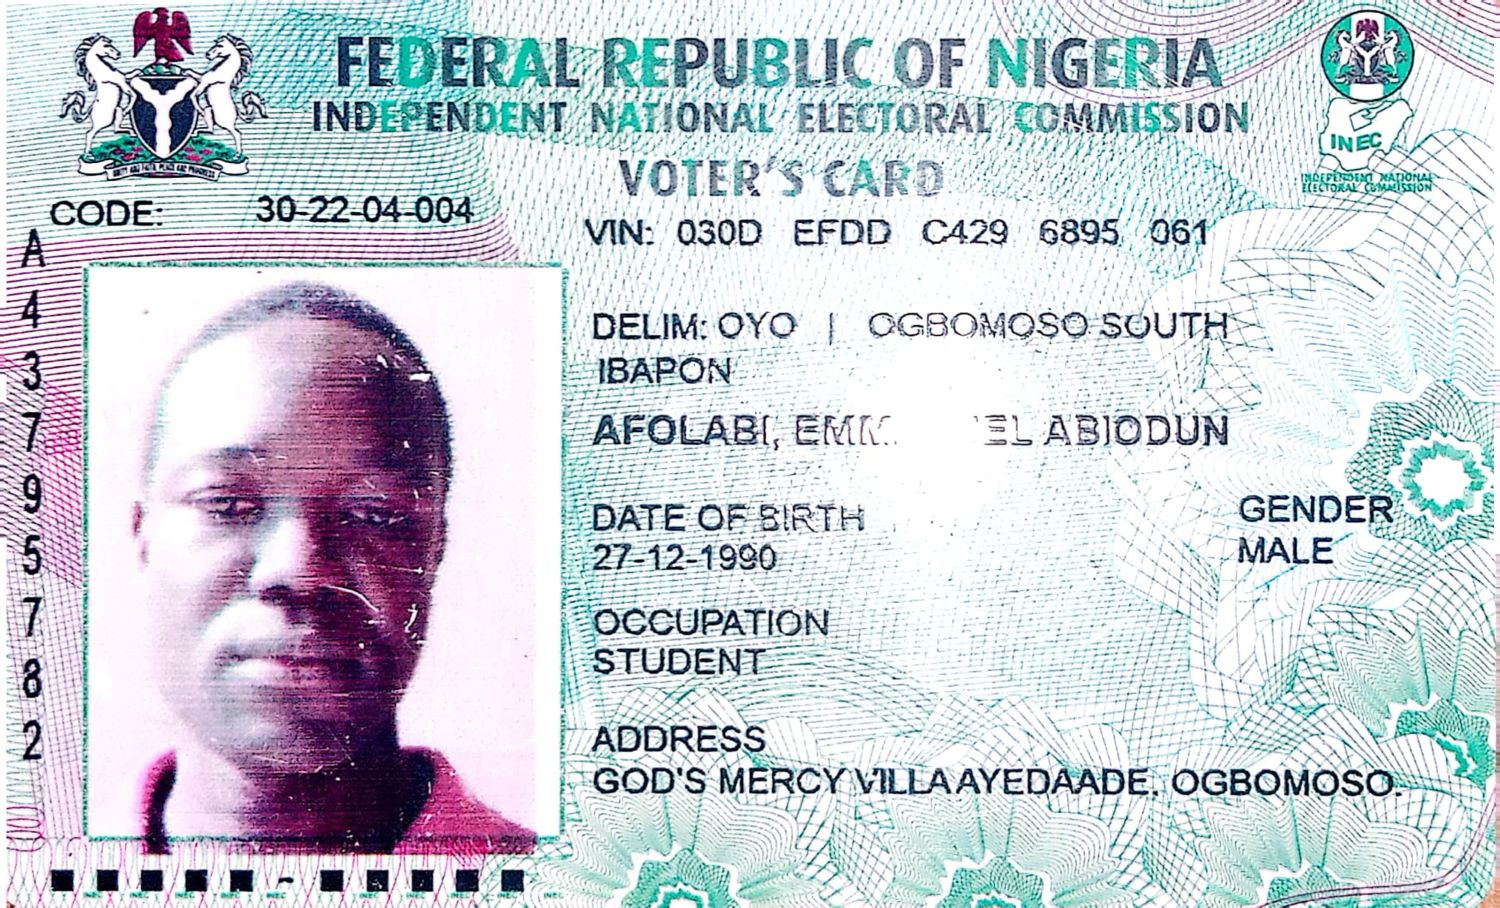 FEDERAL REPUBLIC OF NIGERIA
INDEPENDENT NATIONAL ELECTORAL COMMISSION
VOTER'S CARD
INEC
INDEPENDENT NATIONAL
ELECTORAL COMMISSION
UNITY AND FAITH, PEACE AND PROGRESS
CODE: 30-22-04-004
VIN: 030D EFDD C429 6895 061
A
4
3
7
9
5
7
8
2
DELIM: OYO | OGBOMOSO SOUTH
IBAPON
AFOLABI, ABIODUN
DATE OF BIRTH
27-12-1990
GENDER
MALE
OCCUPATION
STUDENT
ADDRESS
GOD'S MERCY VILLA AYEDAADE, OGBOMOSO.